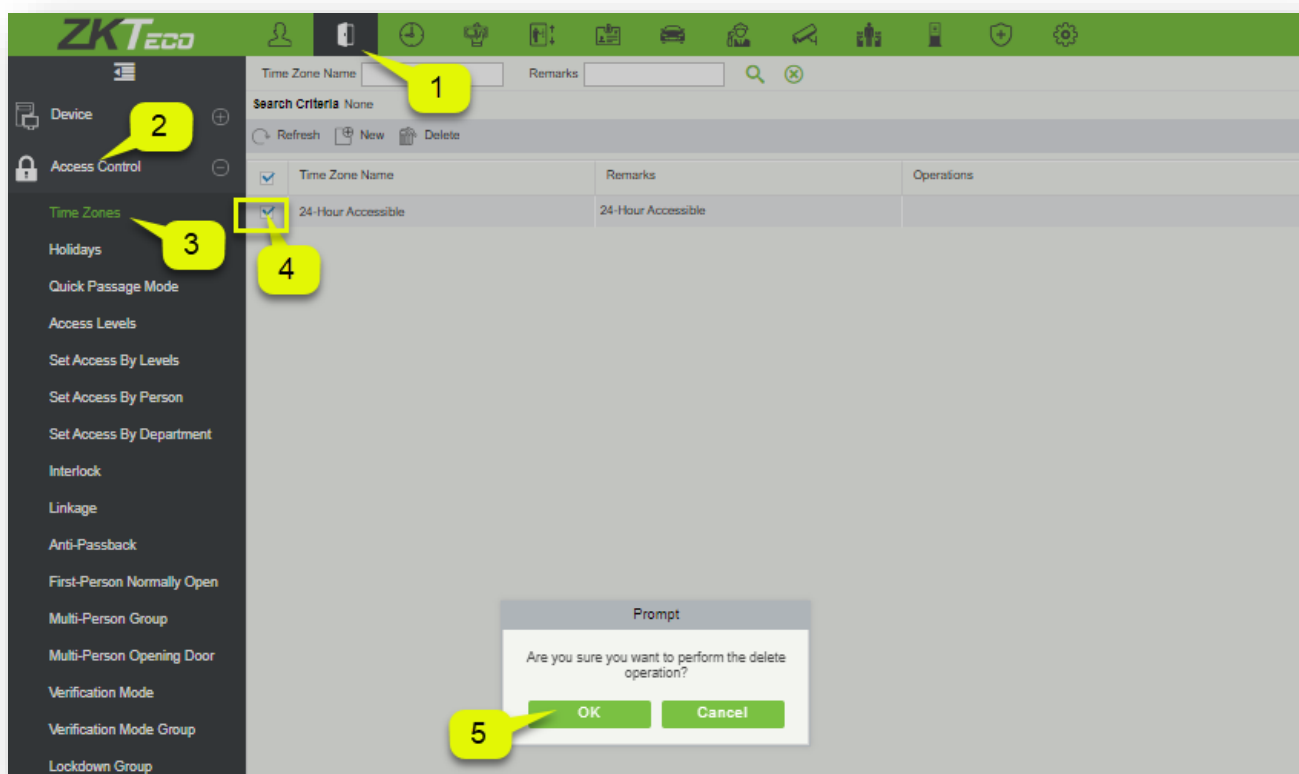 ZKTECO
Time Zone Name
Remarks
1
Search Criteria None
Device
2
Refresh New Delete
Access Control
Time Zone Name Remarks Operations
Time Zones
24-Hour Accessible 24-Hour Accessible
3
4
Holidays
Quick Passage Mode
Access Levels
Set Access By Levels
Set Access By Person
Set Access By Department
Interlock
Linkage
Anti-Passback
First-Person Normally Open
Multi-Person Group
Multi-Person Opening Door
Verification Mode
Verification Mode Group
Lockdown Group
Prompt
Are you sure you want to perform the delete
operation?
OK Cancel
5